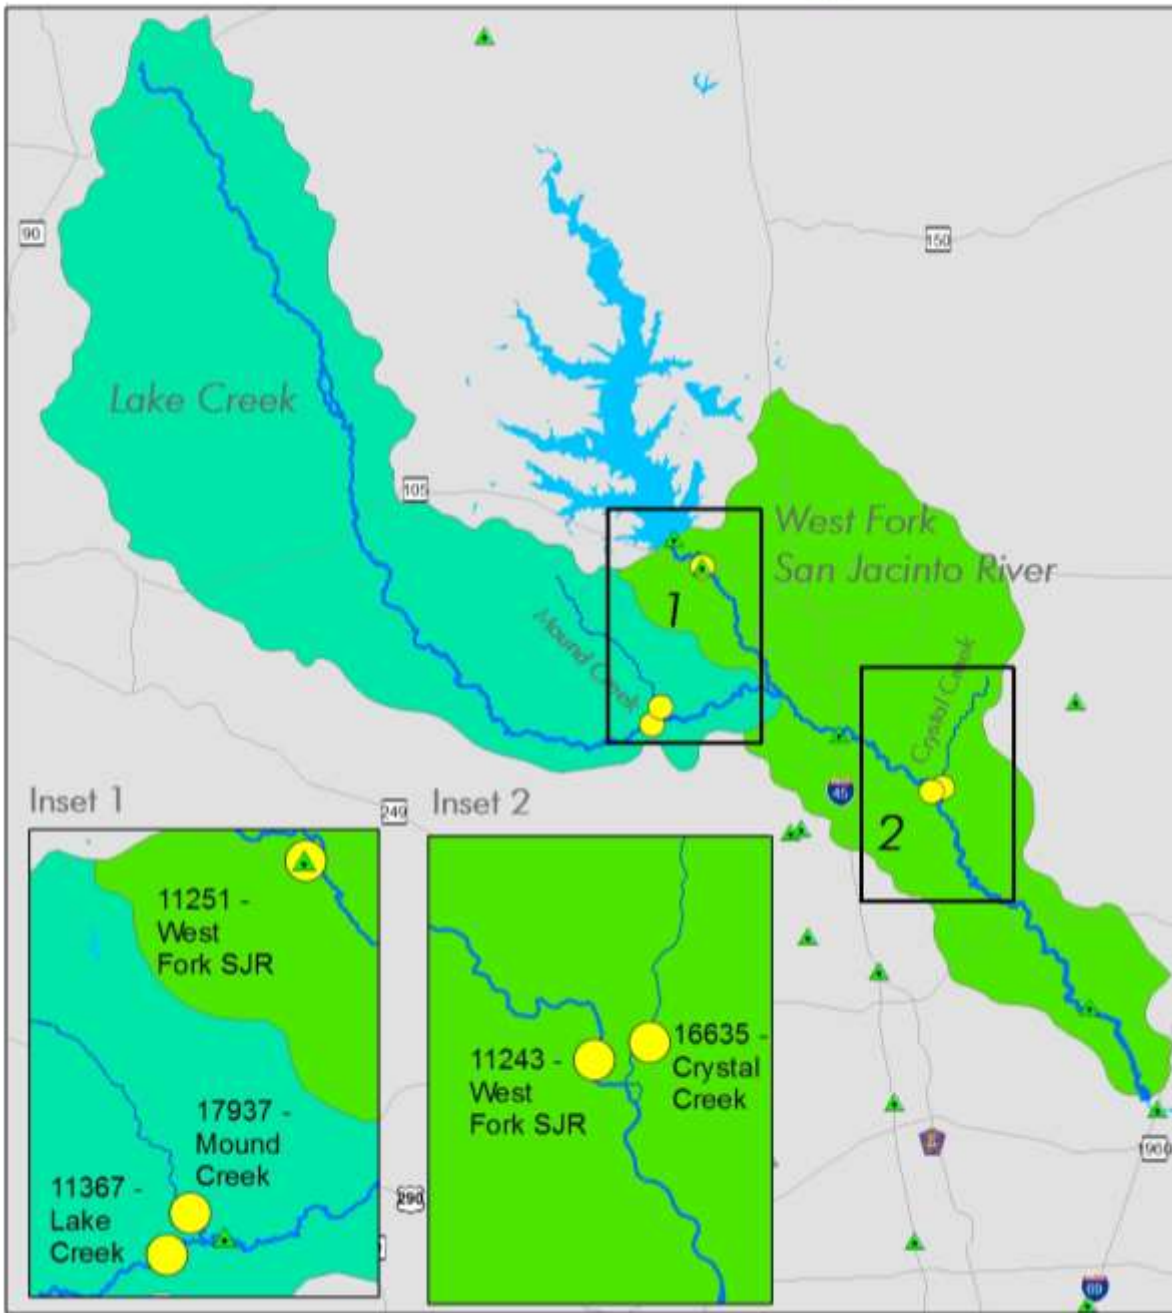 90
150
Lake Creek
105
West Fork
San Jacinto River
1
Mound Creek
Crystal Creek
45
2
Inset 1
249
Inset 2
11251 -
West
Fork SJR
17937 -
Mound
Creek
11367 -
Lake
Creek
11243 -
West
Fork SJR
16635 -
Crystal
Creek
290
69